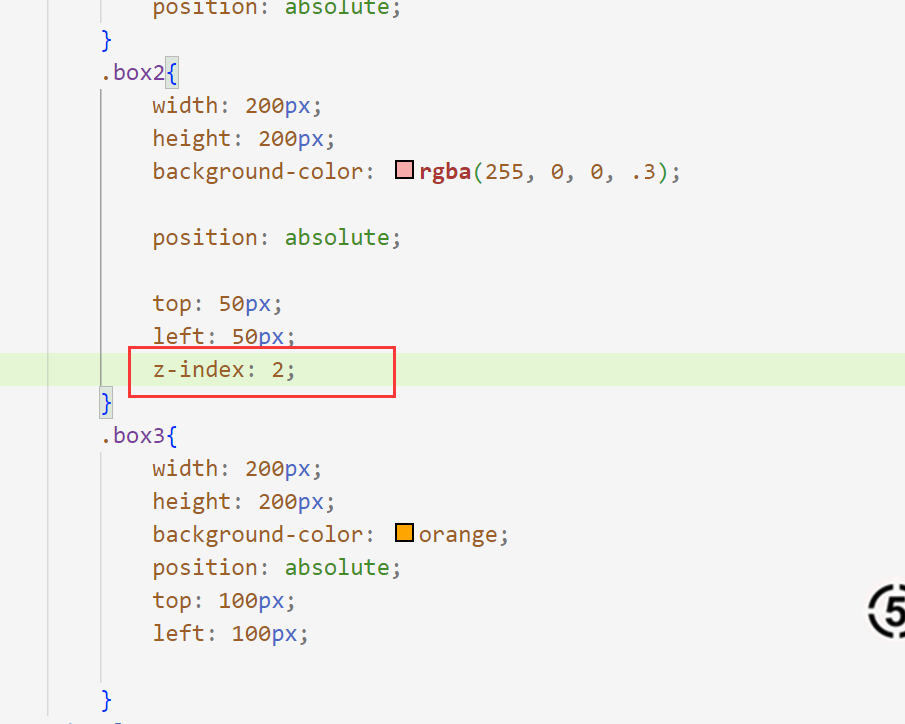 position: absolute;
}
.box2{
width: 200px;
height: 200px;
background-color: rgba(255, 0, 0, .3);
position: absolute;
top: 50px;
left: 50px;
z-index: 2;
}
.box3{
width: 200px;
height: 200px;
background-color: orange;
position: absolute;
top: 100px;
left: 100px;
5
}